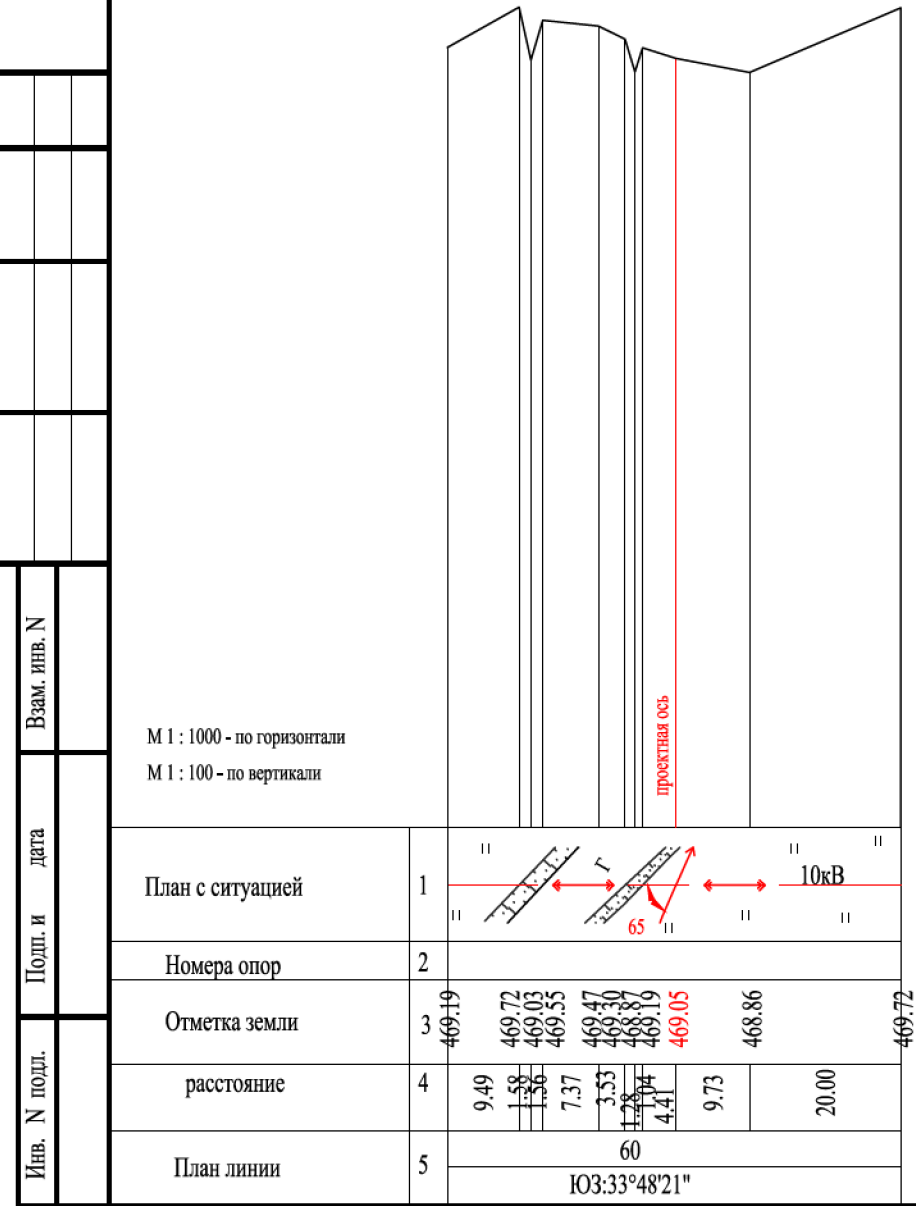 Взам. инв. N
Подп. и дата
Инв. N подл.
М 1 : 1000 - по горизонтали
М 1 : 100 - по вертикали
проектная ось
План с ситуацией
1
Г
65
10кВ
Номера опор
2
Отметка земли
3
469.19
469.72
469.03
469.55
469.47
469.30
468.87
469.19
469.05
468.86
469.72
расстояние
4
9.49
1.58
1.56
7.37
3.53
1.28
1.04
4.41
9.73
20.00
План линии
5
60
ЮЗ:33°48'21"